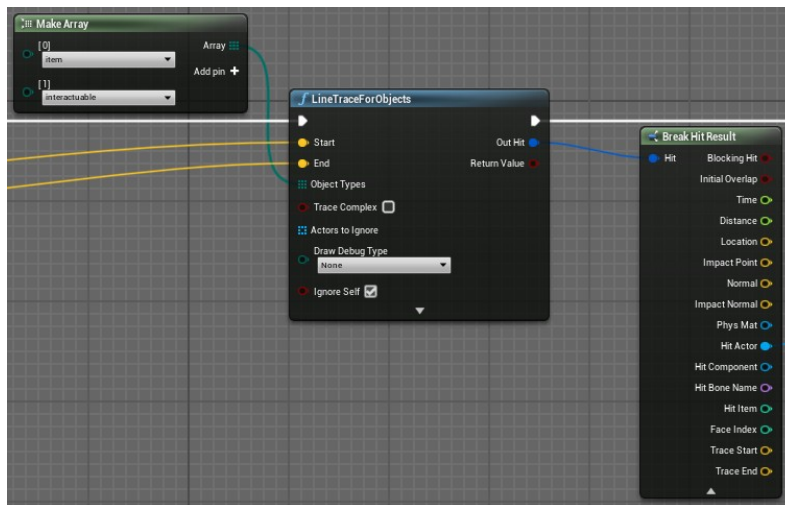 Make Array
[0]
item
[1]
interactuable
Array
Add pin +
f LineTraceForObjects
Start
End
Object Types
Trace Complex
Actors to Ignore
Draw Debug Type
None
Ignore Self
Out Hit
Return Value
Break Hit Result
Hit
Blocking Hit
Initial Overlap
Time
Distance
Location
Impact Point
Normal
Impact Normal
Phys Mat
Hit Actor
Hit Component
Hit Bone Name
Hit Item
Face Index
Trace Start
Trace End